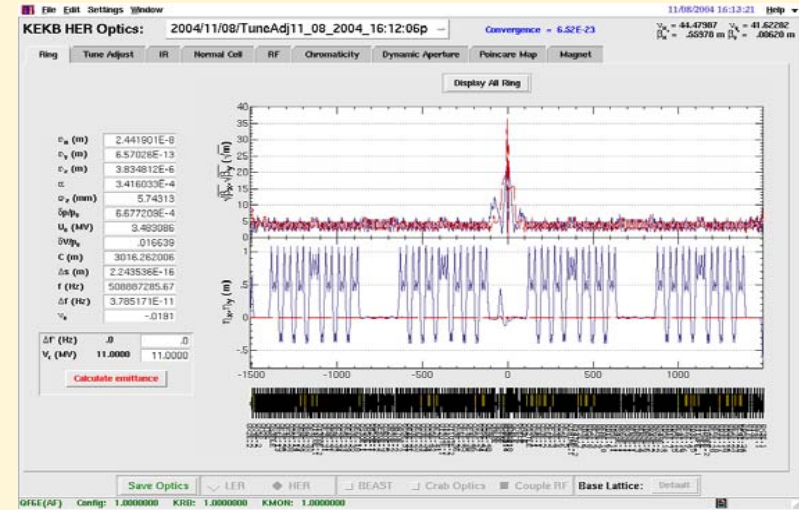 File Edit Settings Window
11/08/2004 16:13:21 Help
KEKB HER Optics:
2004/11/08/TuneAdj11_08_2004_16:12:06p
Convergence = 6.52E-23
νx = 44.47987 νy = 41.62282
βx* = .55978 m βy* = .00620 m
Ring
Tune Adjust
IR
Normal Cell
RF
Chromaticity
Dynamic Aperture
Poincare Map
Magnet
Display All Ring
εx (m) 2.441901E-8
εy (m) 6.57026E-13
εz (m) 3.834812E-6
α 3.416033E-4
σz (mm) 5.74313
δp/p0 6.677209E-4
U0 (MV) 3.483086
δV/p0 .016639
C (m) 3016.262006
Δs (m) 2.243536E-16
f (Hz) 508887285.67
Δf (Hz) 3.785171E-11
νs -.0191
Δf (Hz) .0 .0
Vc (MV) 11.0000 11.0000
Calculate emittance
√βx,√βy (√m)
40
35
30
25
20
15
10
5
0
ηx,ηy (m)
1
.5
0
-.5
-1500
-1000
-500
0
500
1000
Save Optics
LER
HER
BEAST
Crab Optics
Couple RF
Base Lattice:
Default
QF6E(AF) Config: 1.0000000 KRB: 1.0000000 KMON: 1.0000000